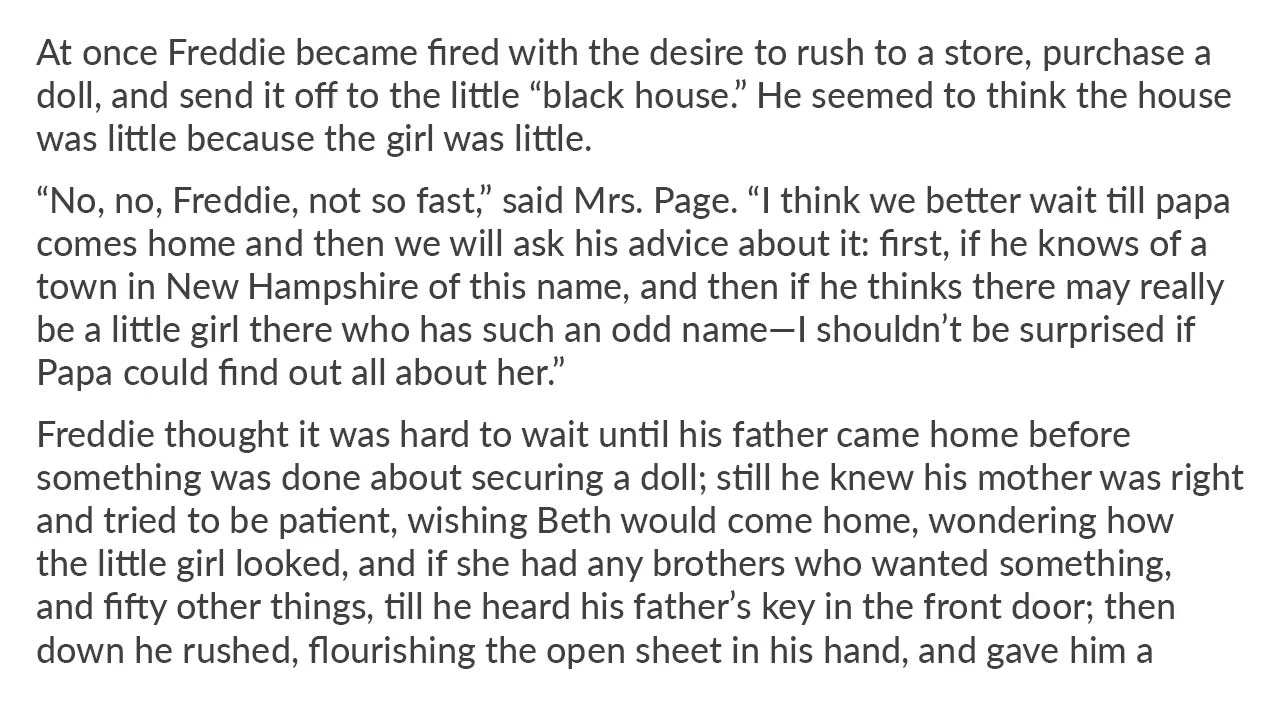 At once Freddie became fired with the desire to rush to a store, purchase a
doll, and send it off to the little “black house.” He seemed to think the house
was little because the girl was little.
“No, no, Freddie, not so fast,” said Mrs. Page. “I think we better wait till papa
comes home and then we will ask his advice about it: first, if he knows of a
town in New Hampshire of this name, and then if he thinks there may really
be a little girl there who has such an odd name—I shouldn’t be surprised if
Papa could find out all about her.”
Freddie thought it was hard to wait until his father came home before
something was done about securing a doll; still he knew his mother was right
and tried to be patient, wishing Beth would come home, wondering how
the little girl looked, and if she had any brothers who wanted something,
and fifty other things, till he heard his father’s key in the front door; then
down he rushed, flourishing the open sheet in his hand, and gave him a